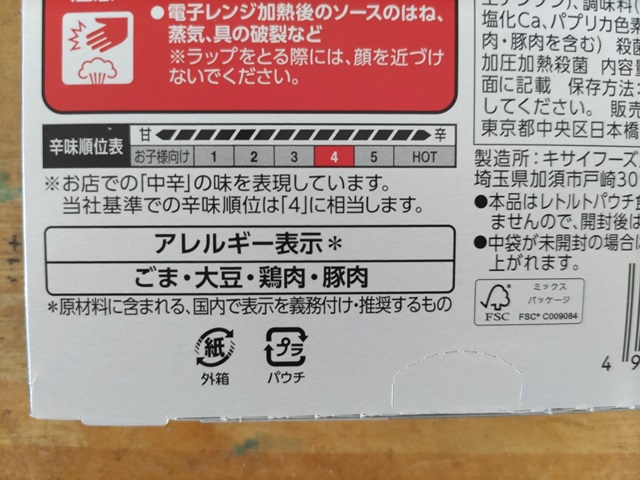 ●電子レンジ加熱後のソースのはね、
蒸気、具の破裂など
※ラップをとる際には、顔を近づけ
ないでください。
辛味順位表
甘 辛
お子様向け 1 2 3 4 5 HOT
※お店での「中辛」の味を表現しています。
当社基準での辛味順位は「4」に相当します。
アレルギー表示＊
ごま・大豆・鶏肉・豚肉
＊原材料に含まれる、国内で表示を義務付け・推奨するもの
紙
外箱
プラ
パウチ
、調味料(
塩化Ca、パプリカ色素
肉・豚肉を含む) 殺菌
加圧加熱殺菌 内容量
面に記載 保存方法:
してください。 販売
東京都中央区日本橋
製造所：キサイフーズ
埼玉県加須市戸崎30
●本品はレトルトパウチ食
ませんので、開封後は
●中袋が未開封の場合に
上がれます。
FSC
ミックス
パッケージ
FSC® C009084
4 9